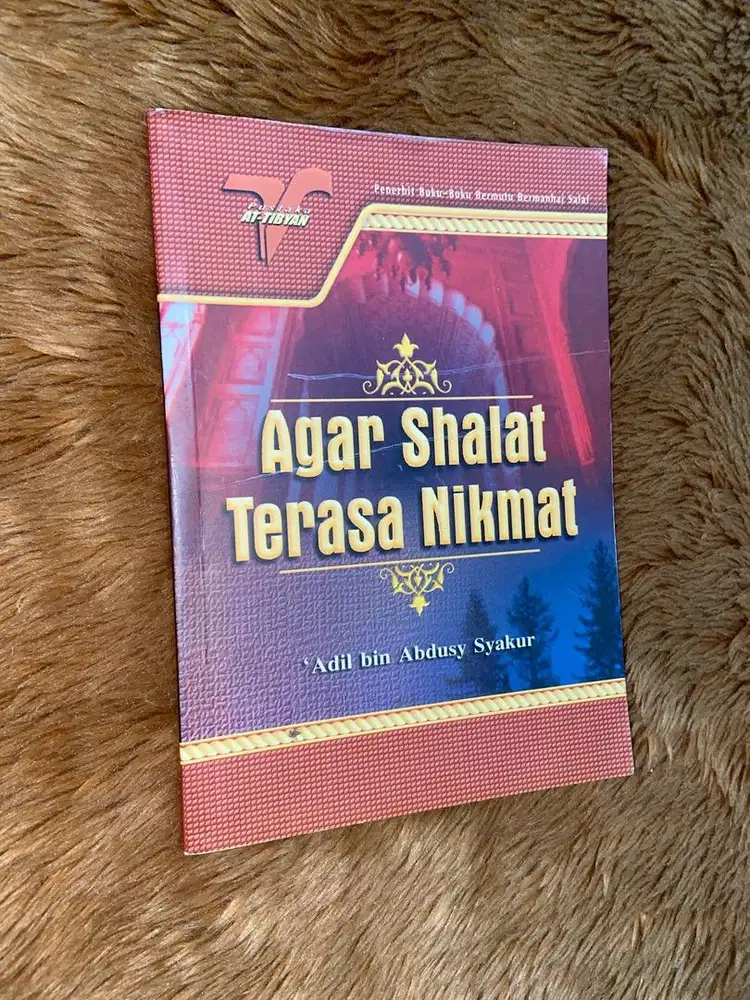 Pustaka
At-TIBYAN
Penerbit Buku-Buku Bermutu Bermanhaj Salaf
Agar Shalat
Terasa Nikmat
‘Adil bin Abdusy Syakur